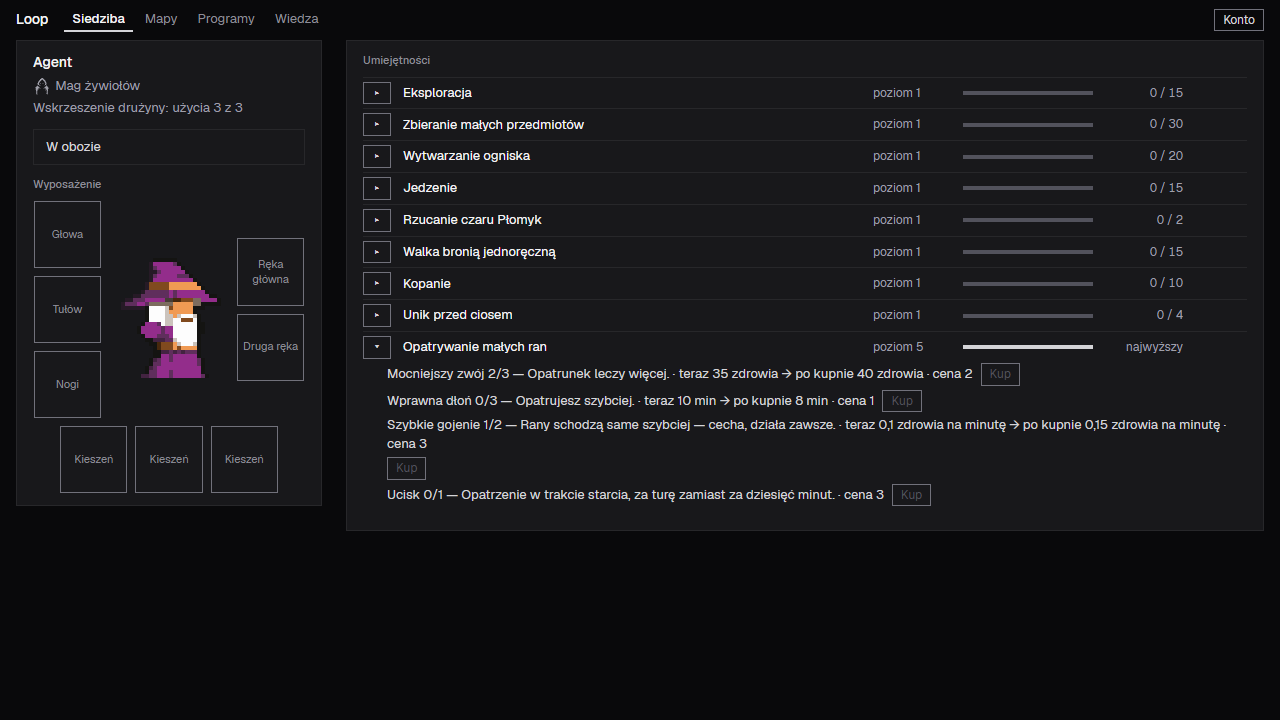 Loop Siedziba Mapy Programy Wiedza Konto
Agent
Mag żywiołów
Wskrzeszenie drużyny: użycia 3 z 3
W obozie
Wyposażenie
Głowa
Tułów
Nogi
Ręka
główna
Druga ręka
Kieszeń Kieszeń Kieszeń
Umiejętności
Eksploracja poziom 1 0 / 15
Zbieranie małych przedmiotów poziom 1 0 / 30
Wytwarzanie ogniska poziom 1 0 / 20
Jedzenie poziom 1 0 / 15
Rzucanie czaru Płomyk poziom 1 0 / 2
Walka bronią jednoręczną poziom 1 0 / 15
Kopanie poziom 1 0 / 10
Unik przed ciosem poziom 1 0 / 4
Opatrywanie małych ran poziom 5 najwyższy
Mocniejszy zwój 2/3 — Opatrunek leczy więcej. · teraz 35 zdrowia → po kupnie 40 zdrowia · cena 2 Kup
Wprawna dłoń 0/3 — Opatrujesz szybciej. · teraz 10 min → po kupnie 8 min · cena 1 Kup
Szybkie gojenie 1/2 — Rany schodzą same szybciej — cecha, działa zawsze. · teraz 0,1 zdrowia na minutę → po kupnie 0,15 zdrowia na minutę ·
cena 3
Kup
Ucisk 0/1 — Opatrzenie w trakcie starcia, za turę zamiast za dziesięć minut. · cena 3 Kup